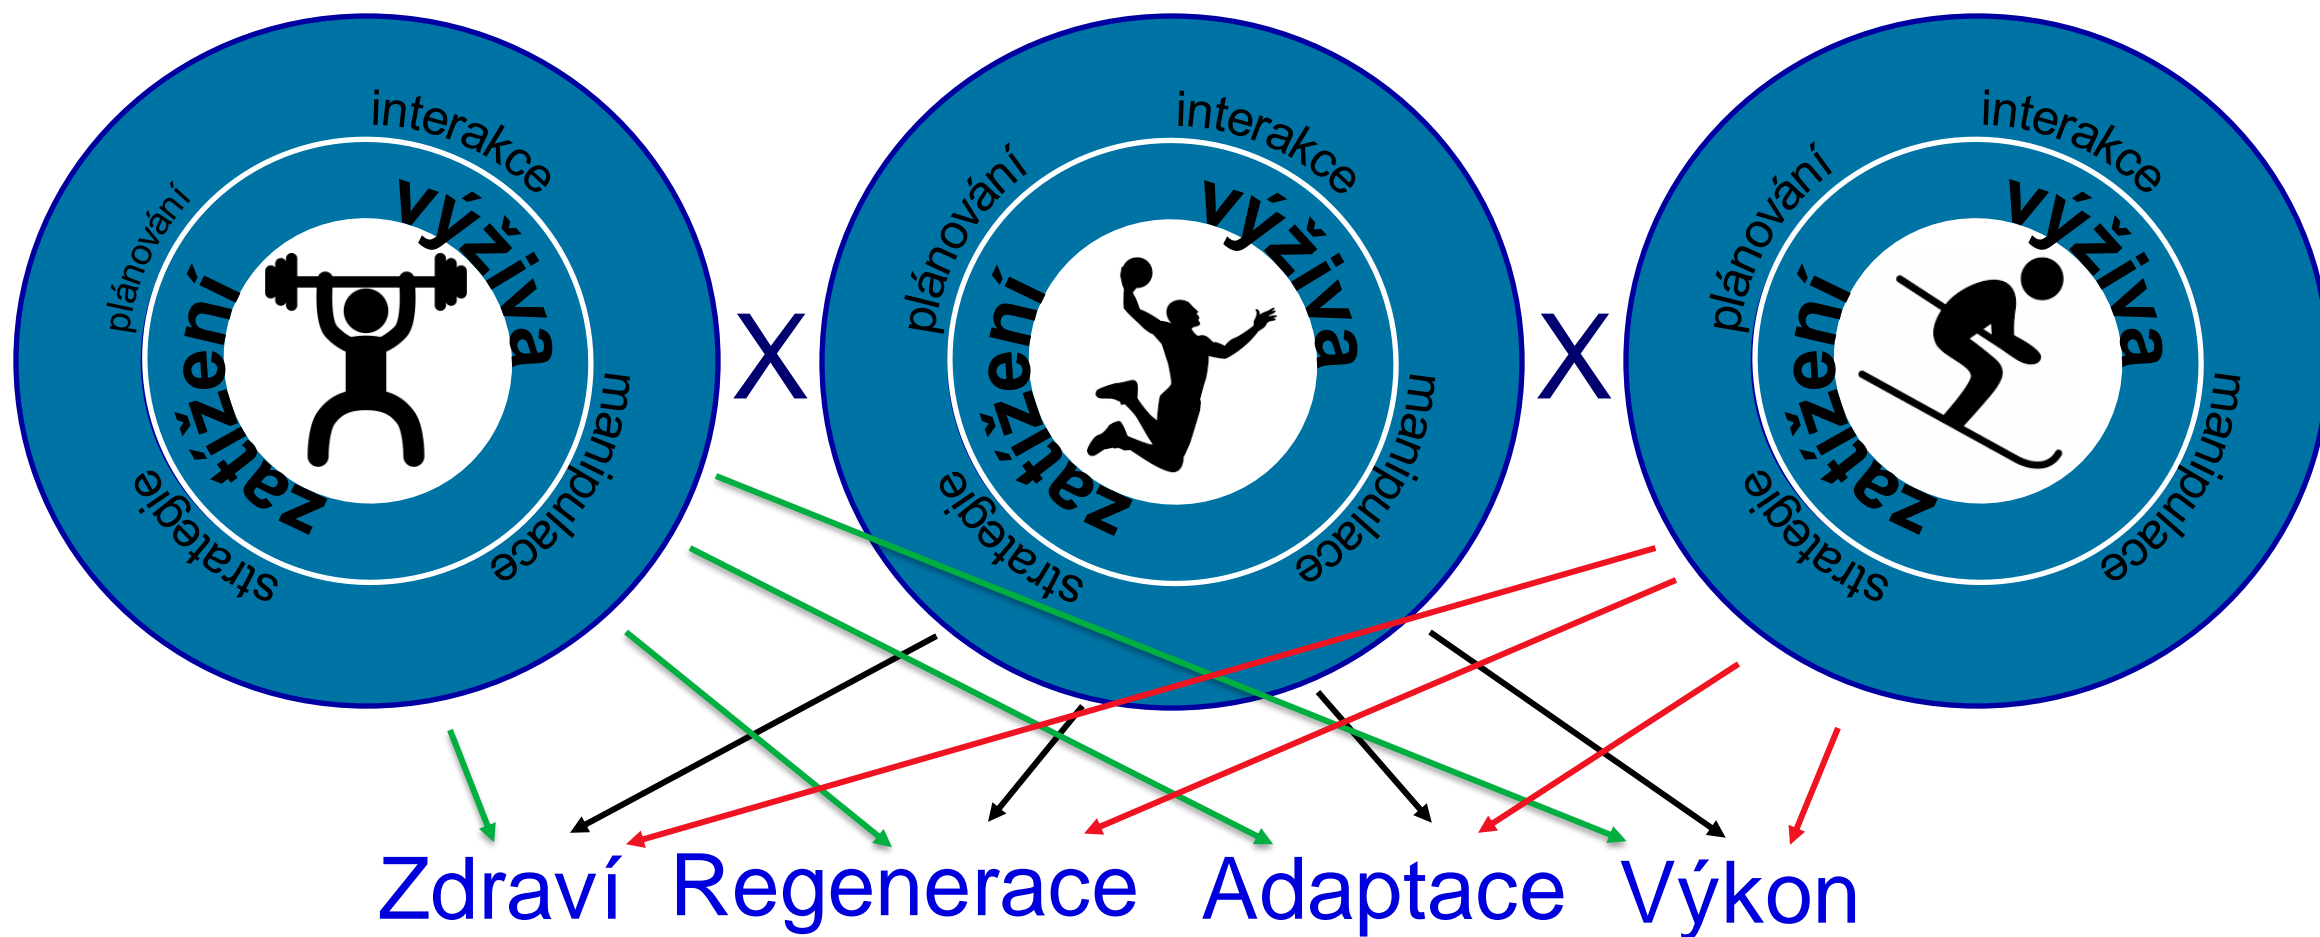 interakce
plánování
výživa
zatížení
manipulace
strategie
X
interakce
plánování
výživa
zatížení
manipulace
strategie
X
interakce
plánování
výživa
zatížení
manipulace
strategie
Zdraví Regenerace Adaptace Výkon